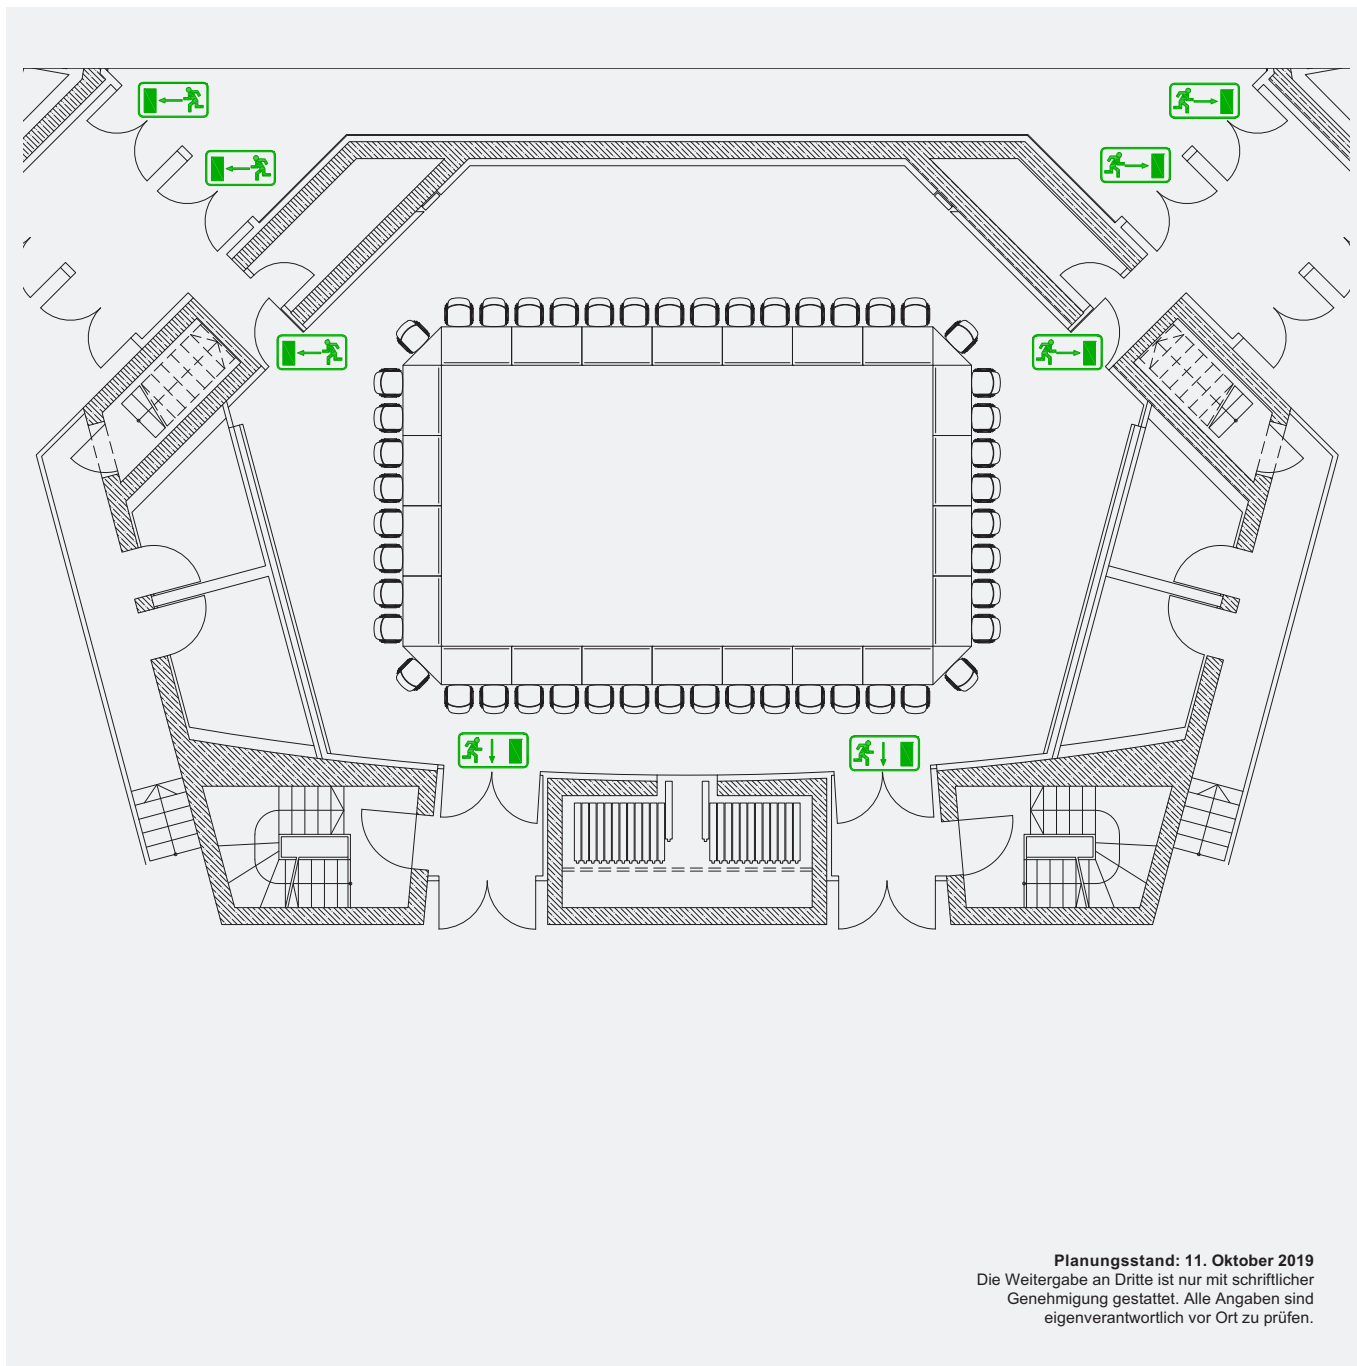 Planungsstand: 11. Oktober 2019
Die Weitergabe an Dritte ist nur mit schriftlicher
Genehmigung gestattet. Alle Angaben sind
eigenverantwortlich vor Ort zu prüfen.